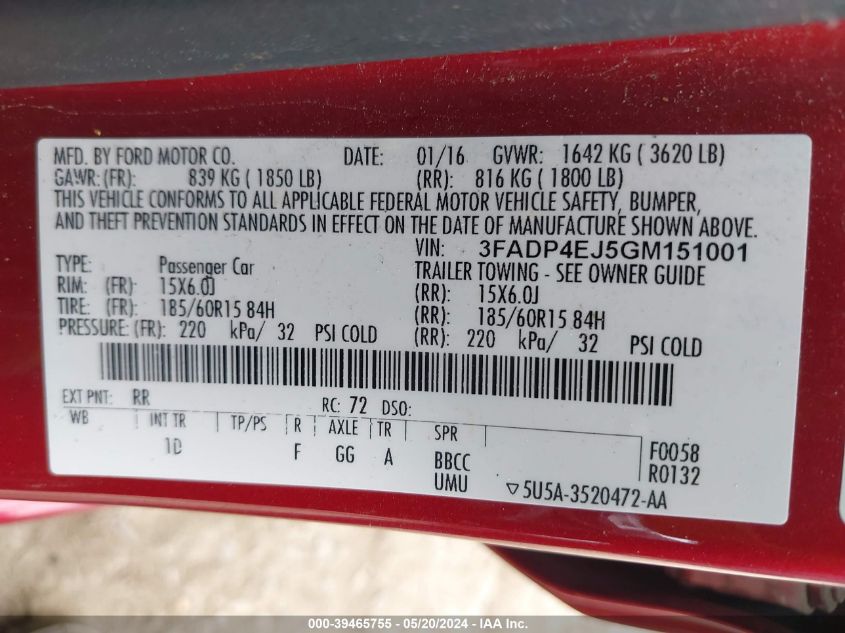 MFD. BY FORD MOTOR CO. DATE: 01/16 GVWR: 1642 KG ( 3620 LB)
GAWR: (FR): 839 KG ( 1850 LB) (RR): 816 KG ( 1800 LB)
THIS VEHICLE CONFORMS TO ALL APPLICABLE FEDERAL MOTOR VEHICLE SAFETY, BUMPER,
AND THEFT PREVENTION STANDARDS IN EFFECT ON THE DATE OF MANUFACTURE SHOWN ABOVE.
VIN: 3FADP4EJ5GM151001
TYPE: Passenger Car TRAILER TOWING - SEE OWNER GUIDE
RIM: (FR): 15X6.0J (RR): 15X6.0J
TIRE: (FR): 185/60R15 84H (RR): 185/60R15 84H
PRESSURE: (FR): 220 kPa/ 32 PSI COLD (RR): 220 kPa/ 32 PSI COLD
EXT PNT: RR RC: 72 DSO:
WB INT TR TP/PS R AXLE TR SPR
1D F GG A BBCC F0058
UMU R0132
▽5U5A-3520472-AA
000-39465755 - 05/20/2024 - IAA Inc.